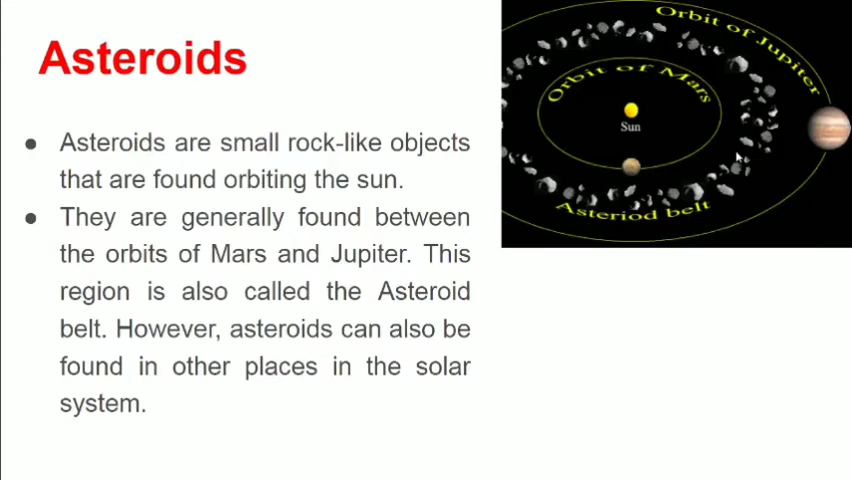 Asteroids
● Asteroids are small rock-like objects
that are found orbiting the sun.
● They are generally found between
the orbits of Mars and Jupiter. This
region is also called the Asteroid
belt. However, asteroids can also be
found in other places in the solar
system.
Orbit of Jupiter
Orbit of Mars
Sun
Asteriod belt